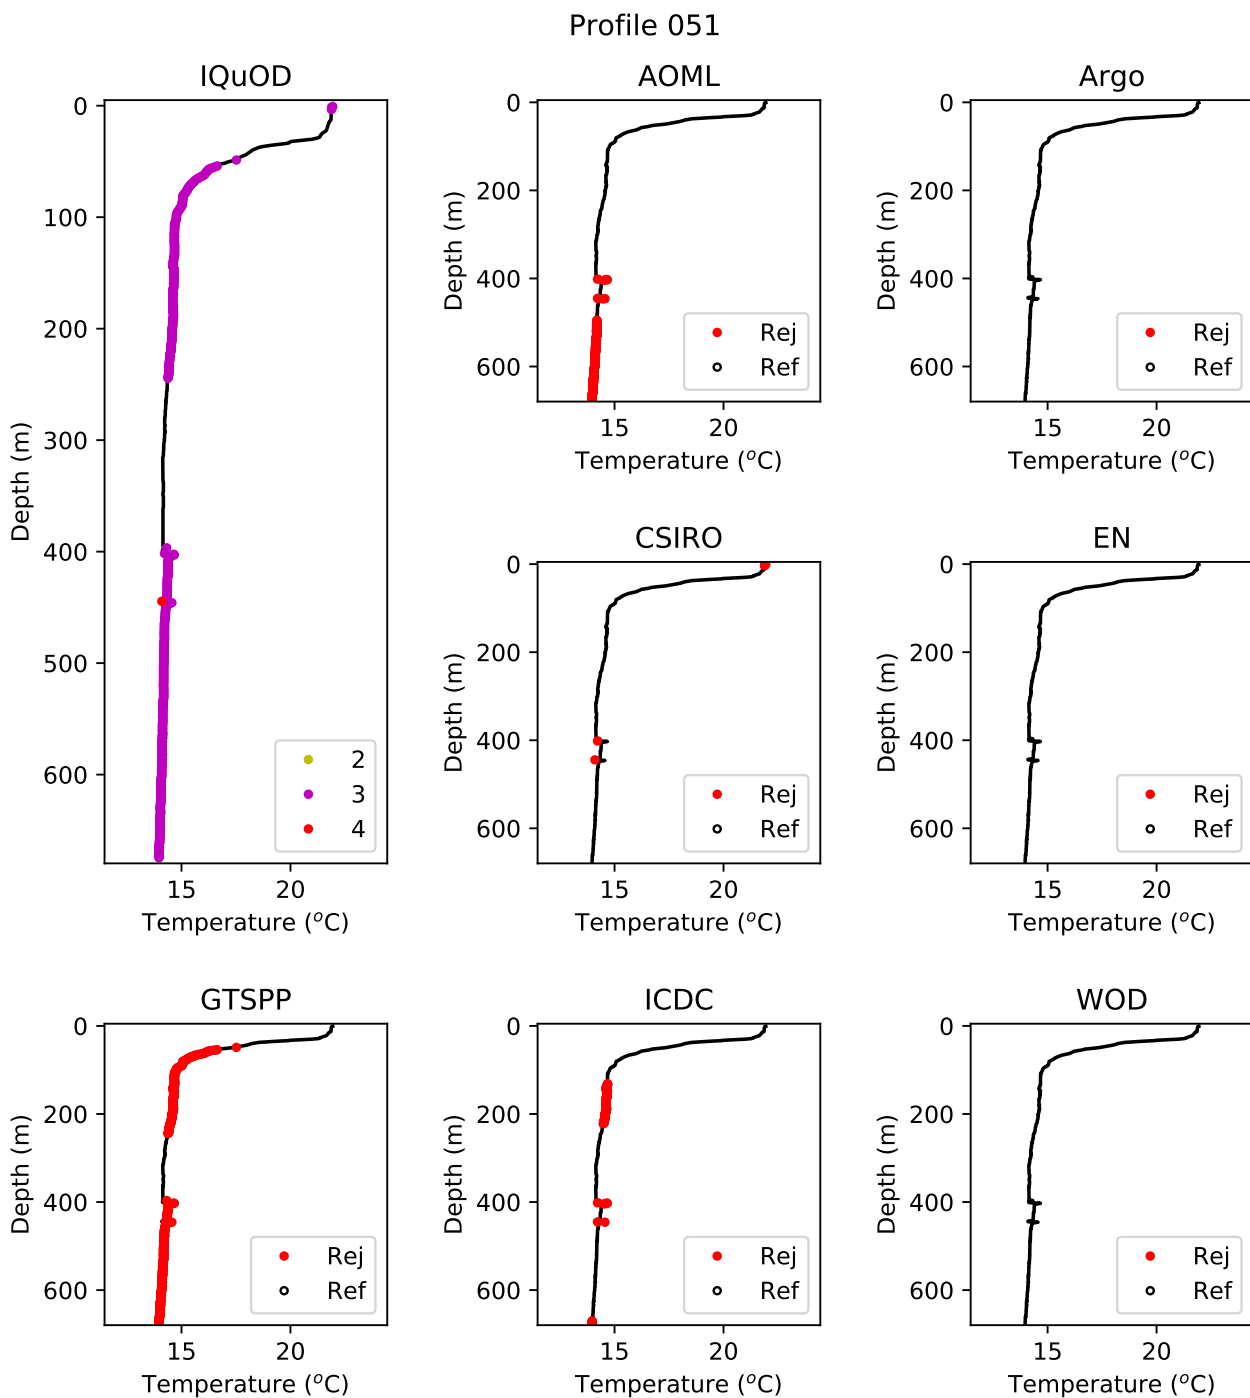 Profile 051
IQuOD
0
100
200
300
400
500
600
Depth (m)
2
3
4
15 20
Temperature (°C)
AOML
0
200
400
600
Depth (m)
Rej
Ref
15 20
Temperature (°C)
Argo
0
200
400
600
Depth (m)
Rej
Ref
15 20
Temperature (°C)
CSIRO
0
200
400
600
Depth (m)
Rej
Ref
15 20
Temperature (°C)
EN
0
200
400
600
Depth (m)
Rej
Ref
15 20
Temperature (°C)
GTSPP
0
200
400
600
Depth (m)
Rej
Ref
15 20
Temperature (°C)
ICDC
0
200
400
600
Depth (m)
Rej
Ref
15 20
Temperature (°C)
WOD
0
200
400
600
Depth (m)
Rej
Ref
15 20
Temperature (°C)